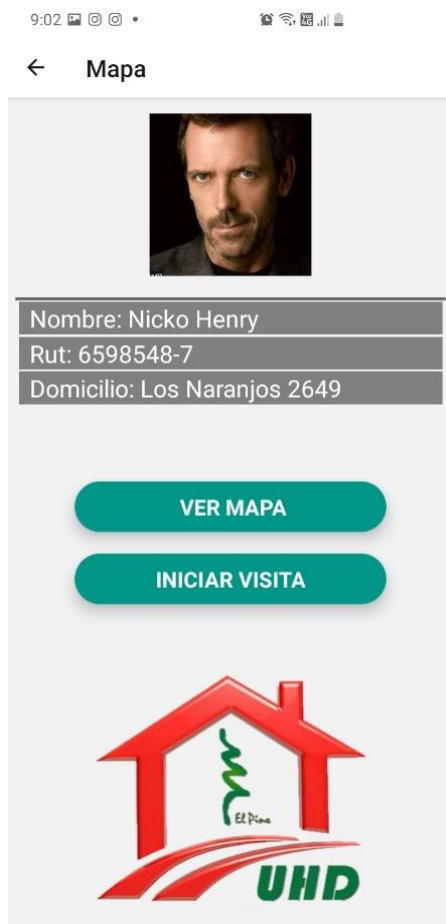 9:02
Mapa
Nombre: Nicko Henry
Rut: 6598548-7
Domicilio: Los Naranjos 2649
VER MAPA
INICIAR VISITA
El Pino
UHD